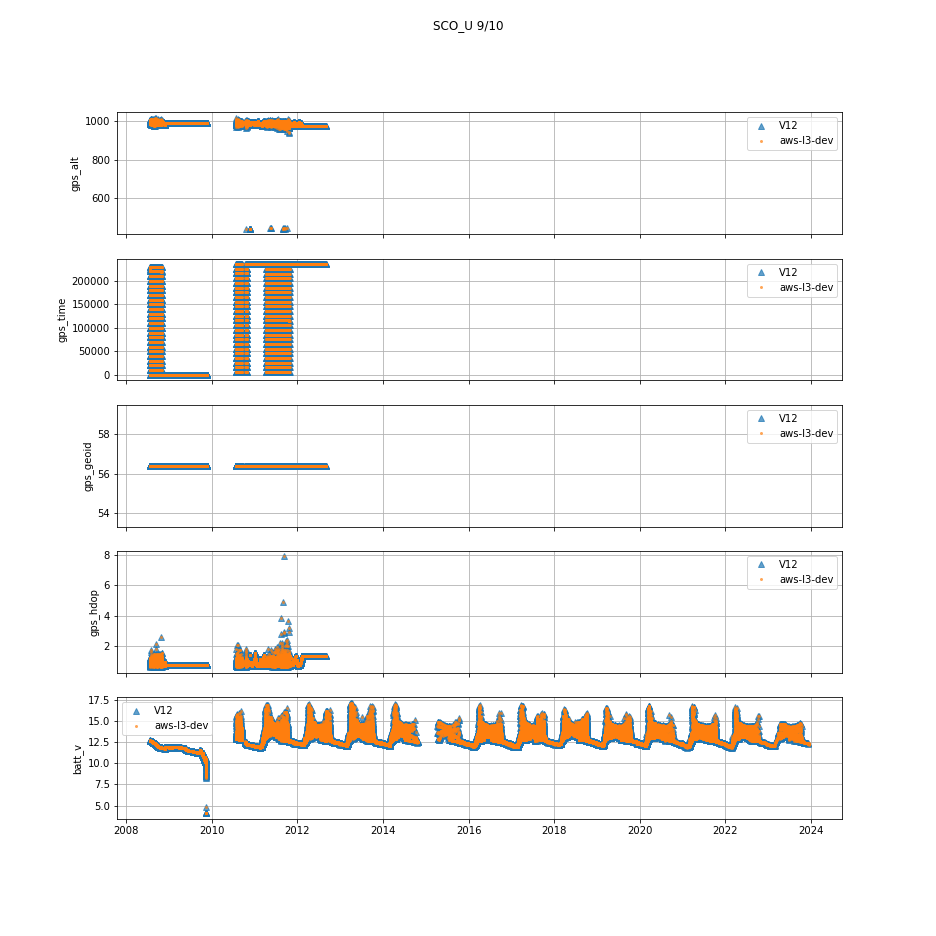 SCO_U 9/10
1000
800
600
gps_alt
V12
aws-l3-dev
200000
150000
100000
50000
0
gps_time
V12
aws-l3-dev
58
56
54
gps_geoid
V12
aws-l3-dev
8
6
4
2
gps_hdop
V12
aws-l3-dev
17.5
15.0
12.5
10.0
7.5
5.0
batt_v
V12
aws-l3-dev
2008 2010 2012 2014 2016 2018 2020 2022 2024